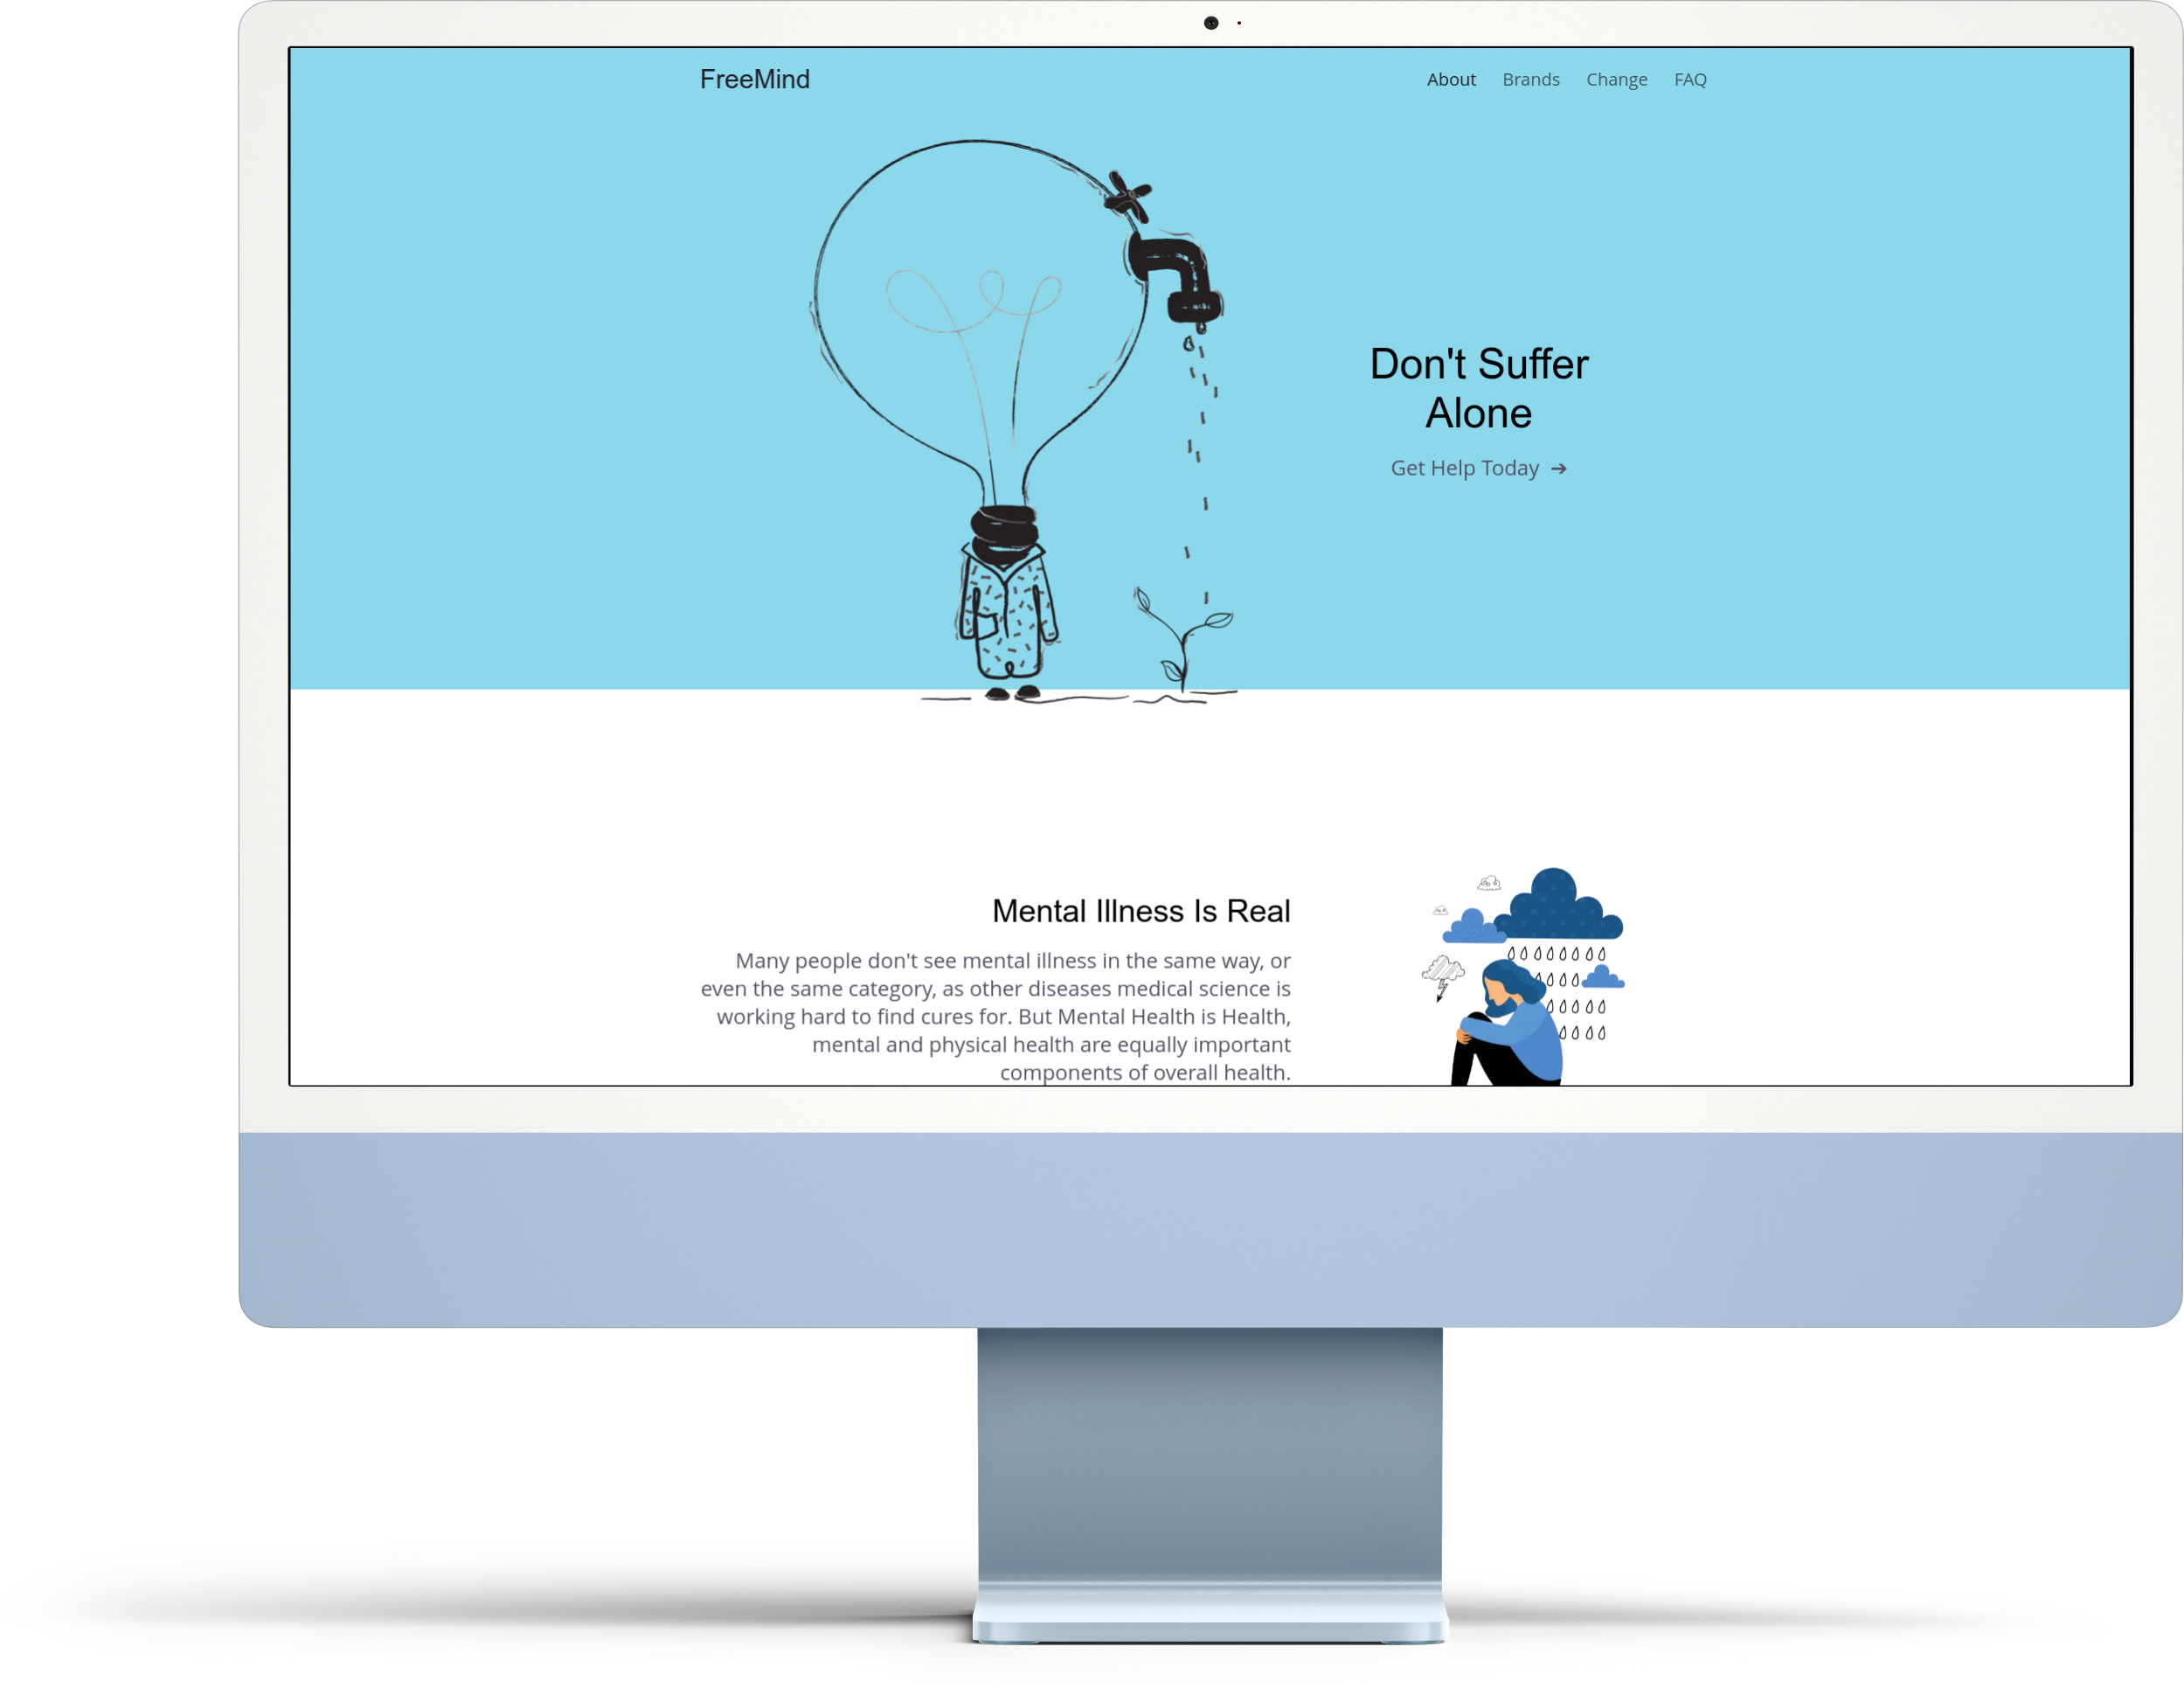 FreeMind
About Brands Change FAQ
Don't Suffer
Alone
Get Help Today ➔
Mental Illness Is Real
Many people don't see mental illness in the same way, or
even the same category, as other diseases medical science is
working hard to find cures for. But Mental Health is Health,
mental and physical health are equally important
components of overall health.